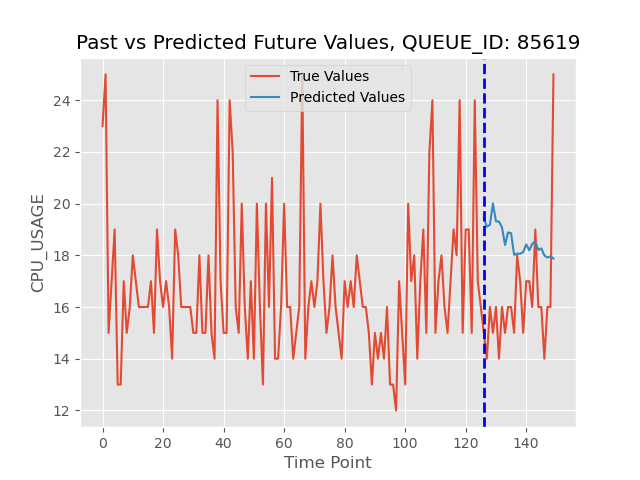 Past vs Predicted Future Values, QUEUE_ID: 85619
True Values
Predicted Values
24
22
20
18
16
14
12
CPU_USAGE
0 20 40 60 80 100 120 140
Time Point